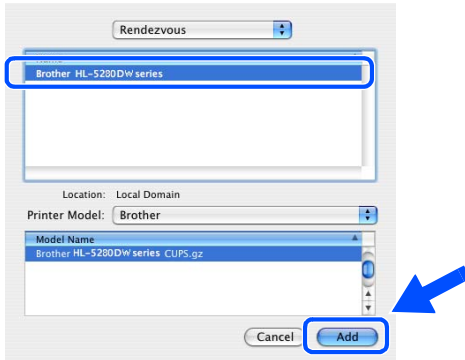 Rendezvous
Brother HL-5280DW series
Location: Local Domain
Printer Model: Brother
Model Name
Brother HL-5280DW series CUPS.gz
Cancel Add